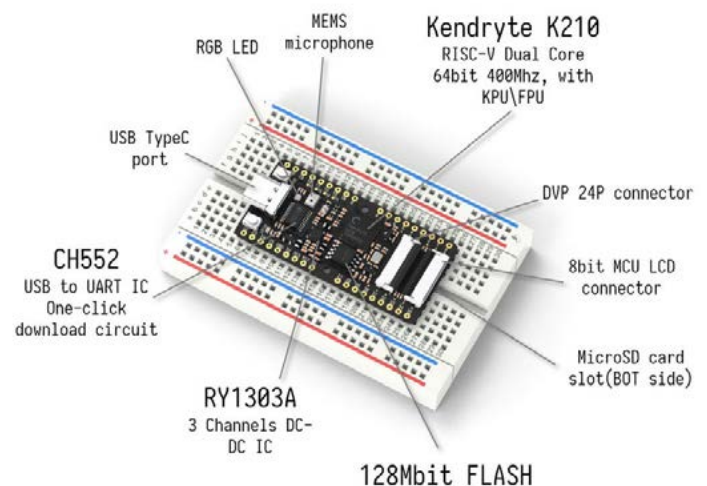 MEMS
microphone
RGB LED
Kendryte K210
RISC-V Dual Core
64bit 400Mhz, with
KPU\FPU
USB TypeC
port
DVP 24P connector
CH552
USB to UART IC
One-click
download circuit
8bit MCU LCD
connector
MicroSD card
slot(BOT side)
RY1303A
3 Channels DC-
DC IC
128Mbit FLASH